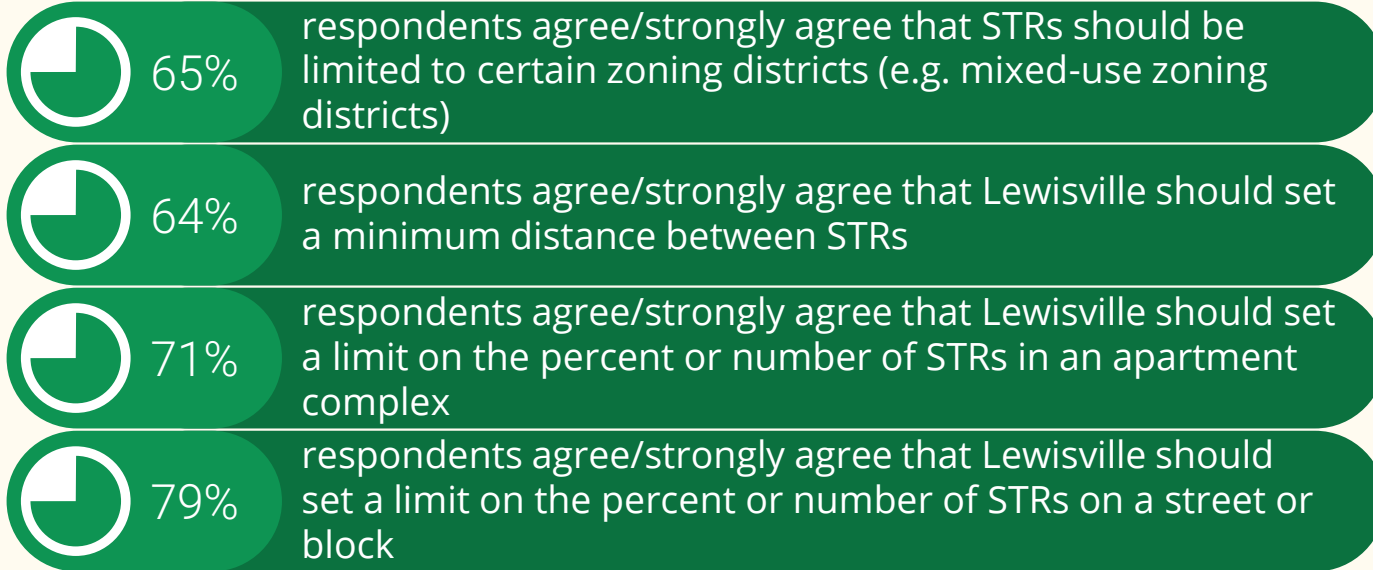 65%
respondents agree/strongly agree that STRs should be
limited to certain zoning districts (e.g. mixed-use zoning
districts)
64%
respondents agree/strongly agree that Lewisville should set
a minimum distance between STRs
71%
respondents agree/strongly agree that Lewisville should set
a limit on the percent or number of STRs in an apartment
complex
79%
respondents agree/strongly agree that Lewisville should
set a limit on the percent or number of STRs on a street or
block